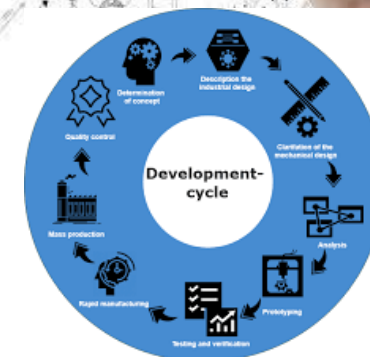 Development-
cycle
Determination
of concept
Description the
industrial design
Clarifation of the
mechanical design
Analysis
Prototyping
Testing and verification
Rapid manufacturing
Mass production
Quality control